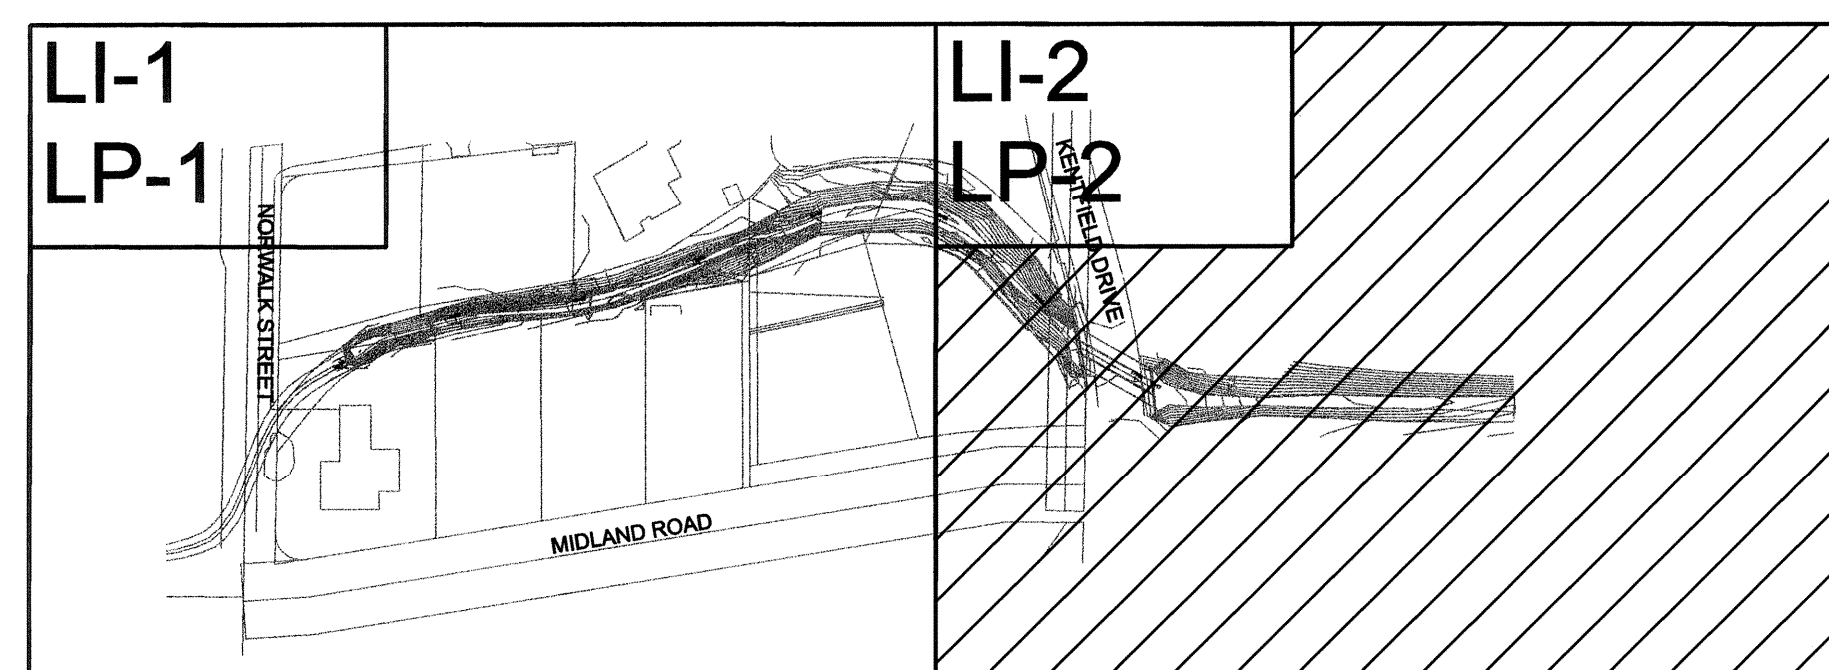 LI-1
LP-1
LI-2
LP-2
NORWALK STREET
KENTFIELD DRIVE
MIDLAND ROAD